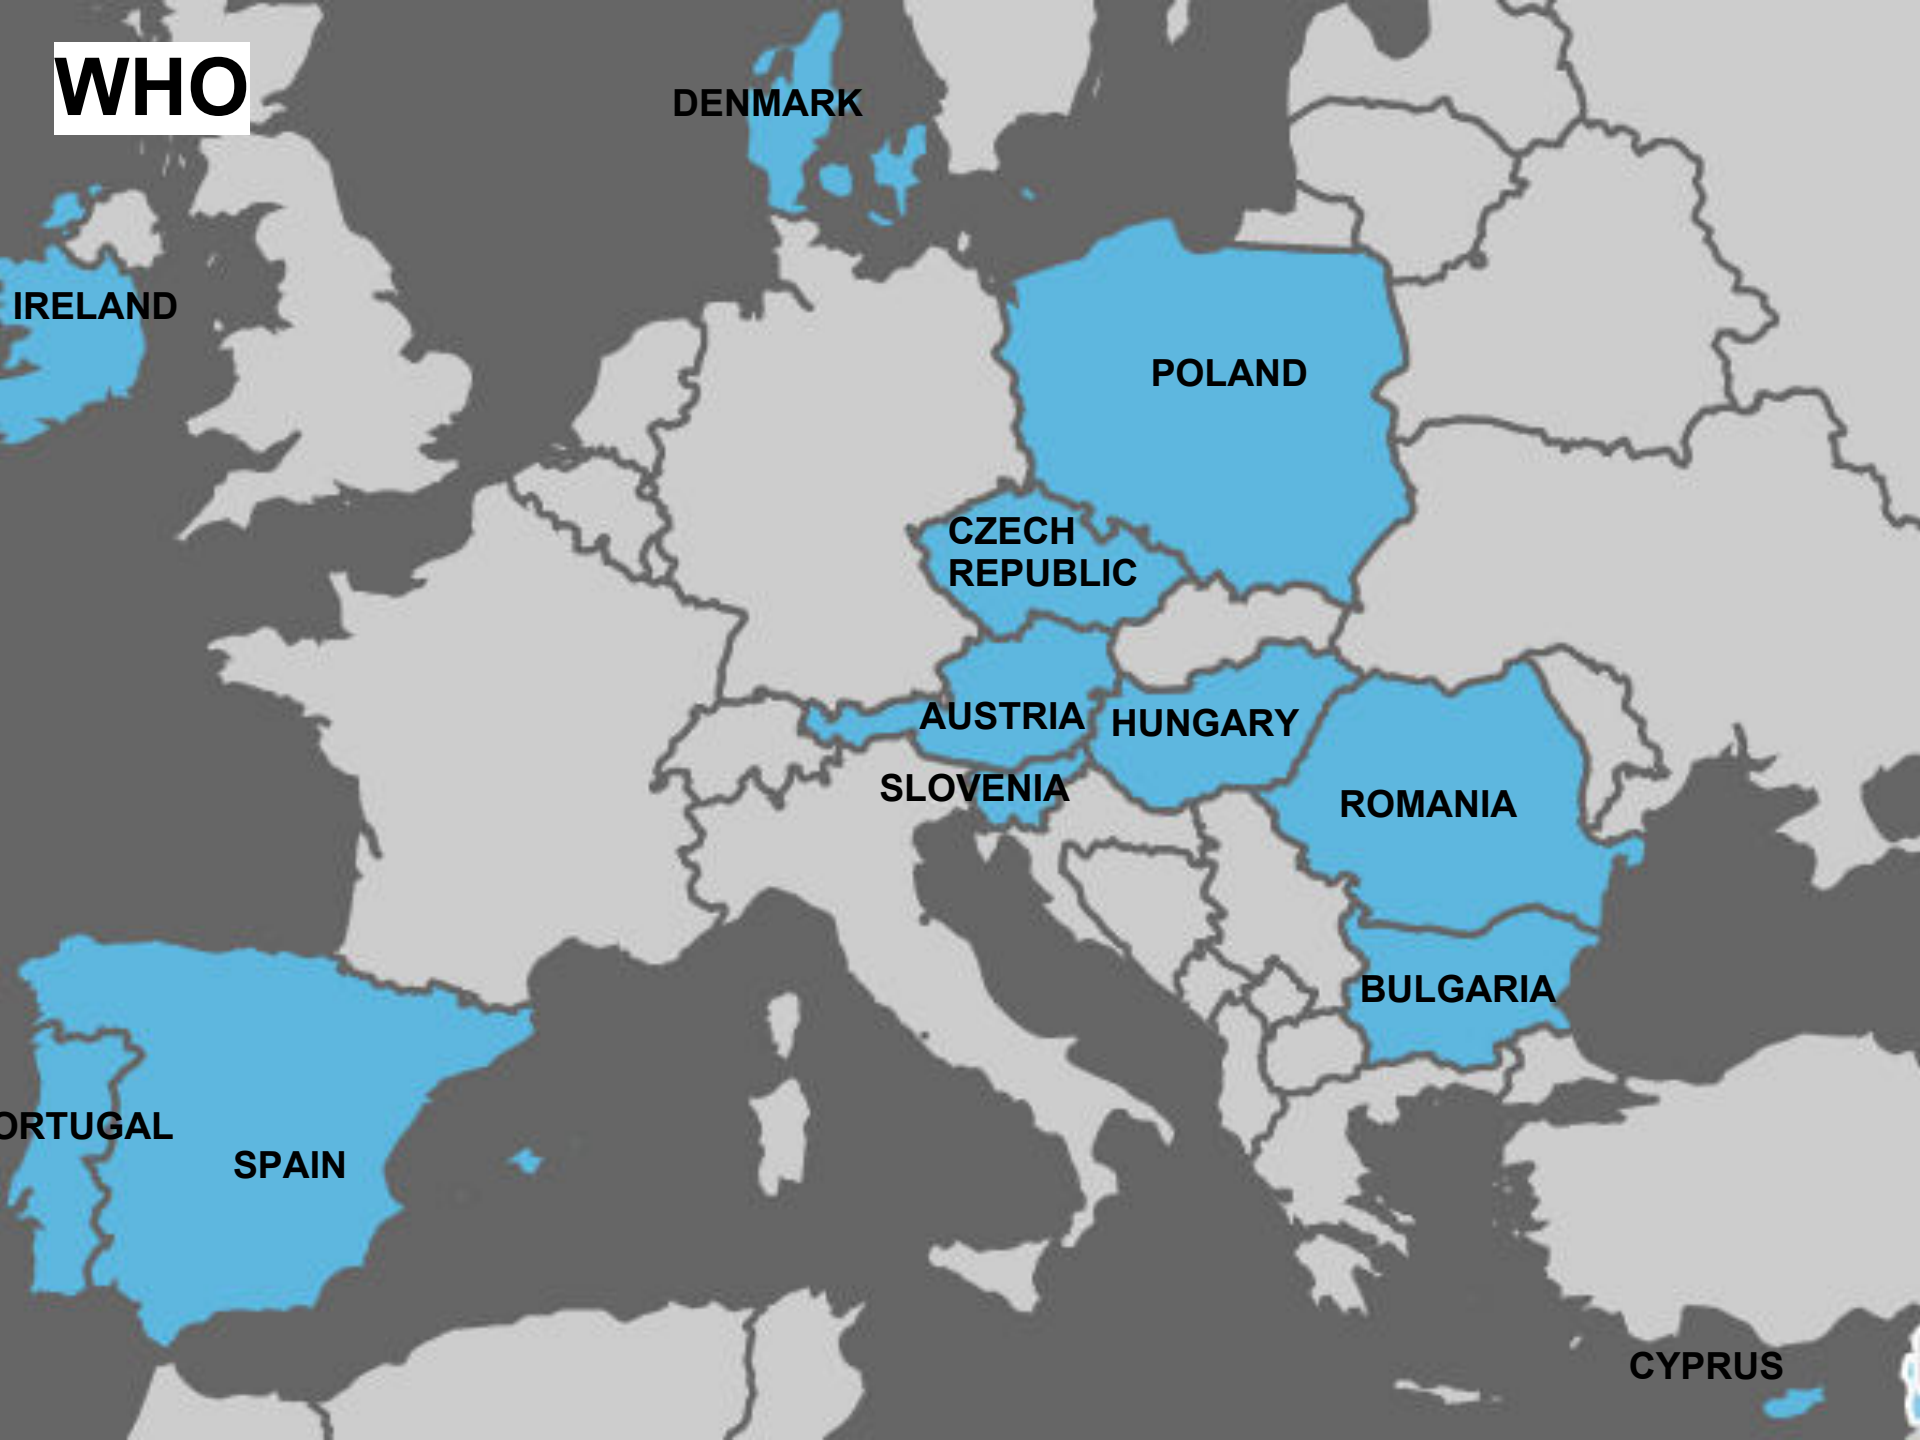 WHO
DENMARK
IRELAND
POLAND
CZECH
REPUBLIC
AUSTRIA
HUNGARY
SLOVENIA
ROMANIA
BULGARIA
ORTUGAL
SPAIN
CYPRUS